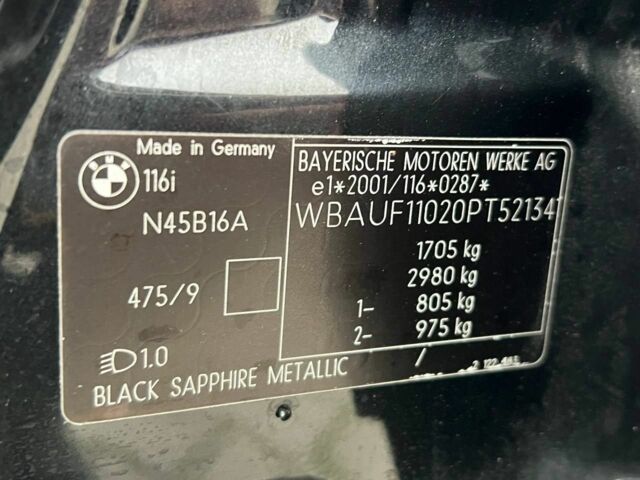 Made in Germany
BMW
116i
N45B16A
475/9
1.0
BLACK SAPPHIRE METALLIC
BAYERISCHE MOTOREN WERKE AG
e1*2001/116*0287*
WBAUF11020PT52134
1705 kg
2980 kg
1- 805 kg
2- 975 kg
/